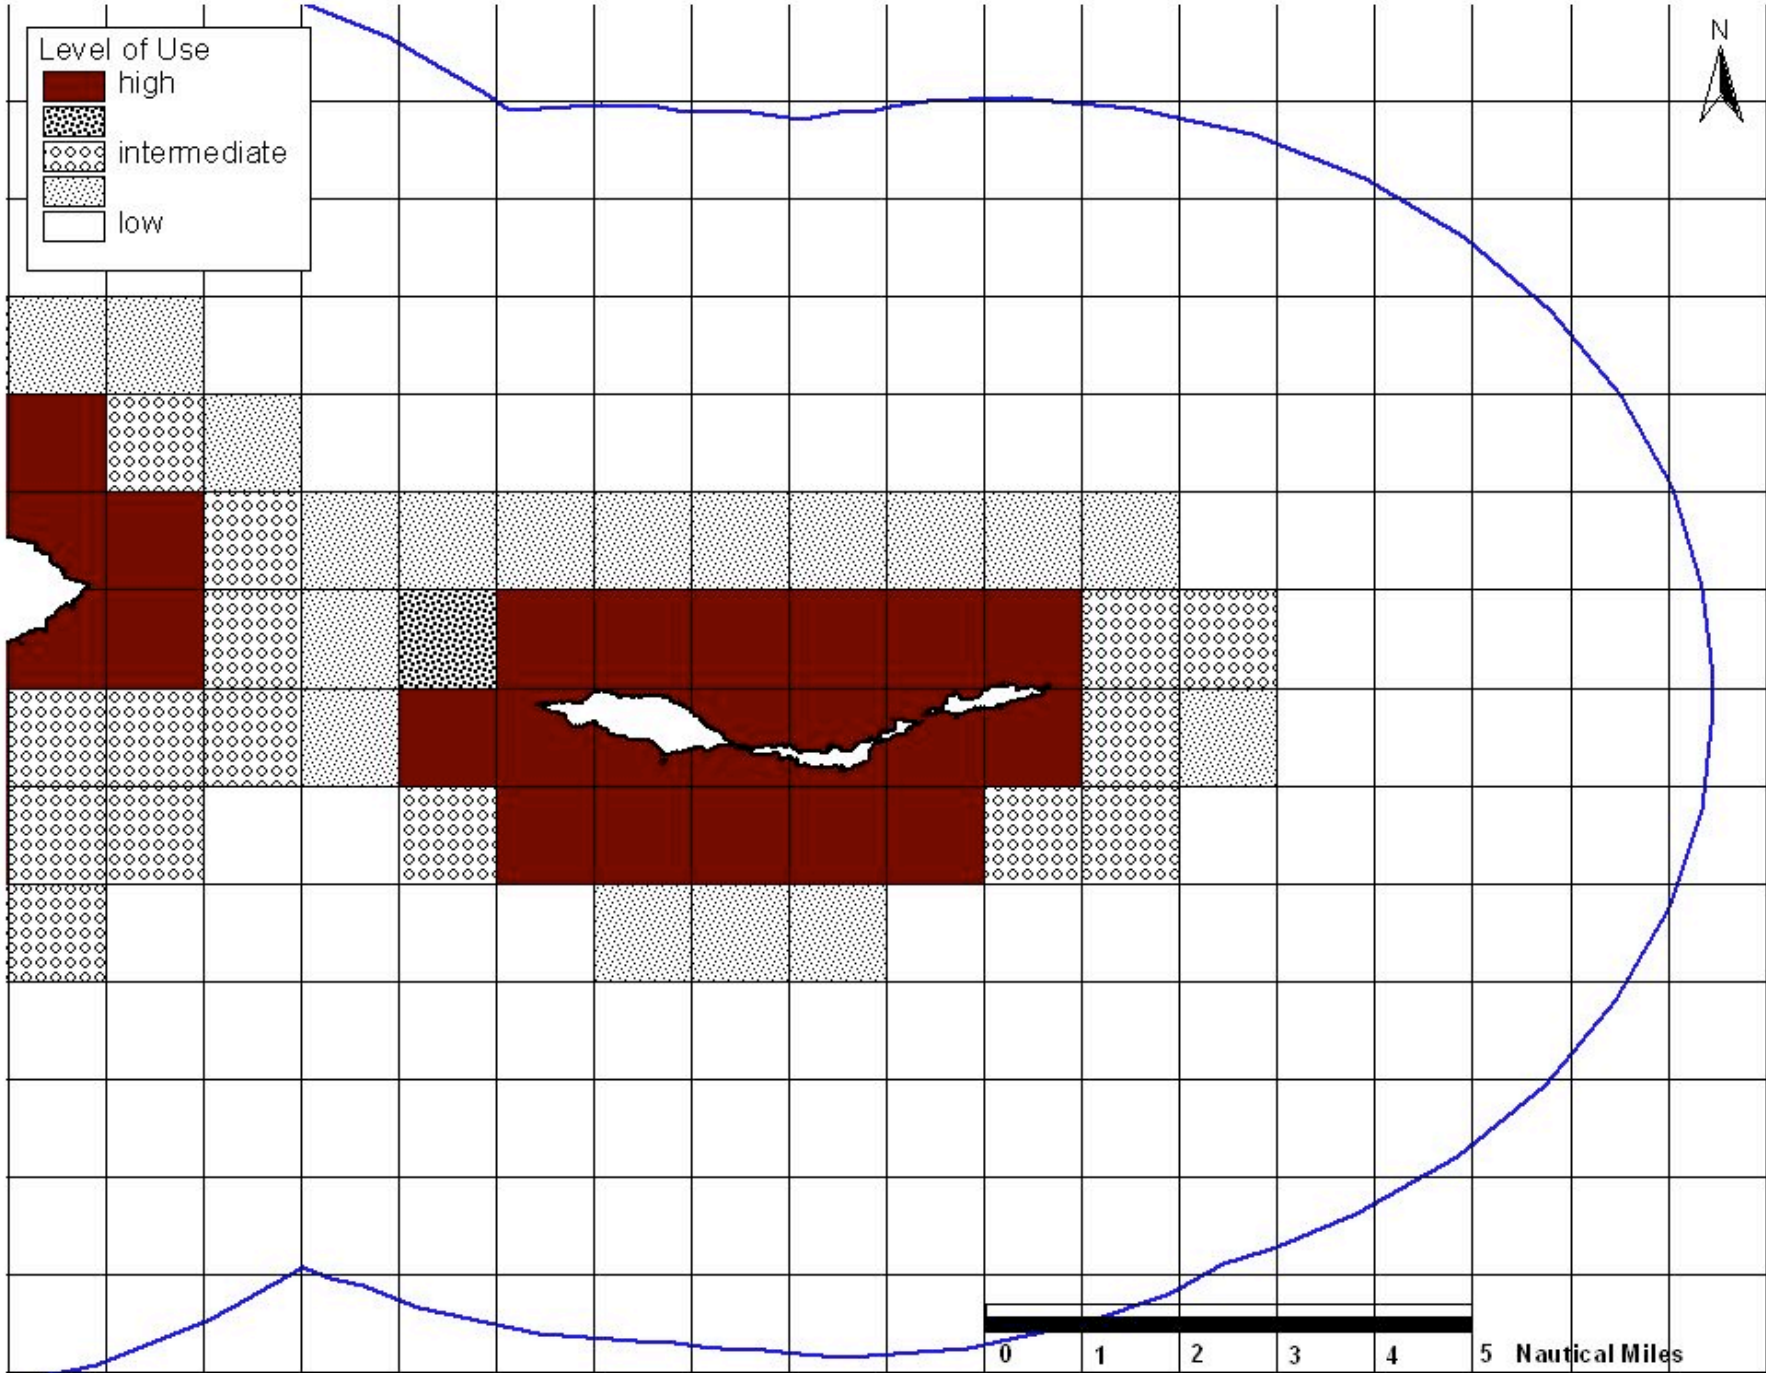 Level of Use
high
intermediate
low
N
0 1 2 3 4 5 Nautical Miles